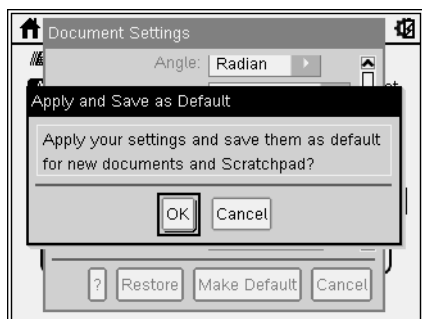 Document Settings
Angle: Radian
Apply and Save as Default
Apply your settings and save them as default
for new documents and Scratchpad?
OK Cancel
? Restore Make Default Cancel